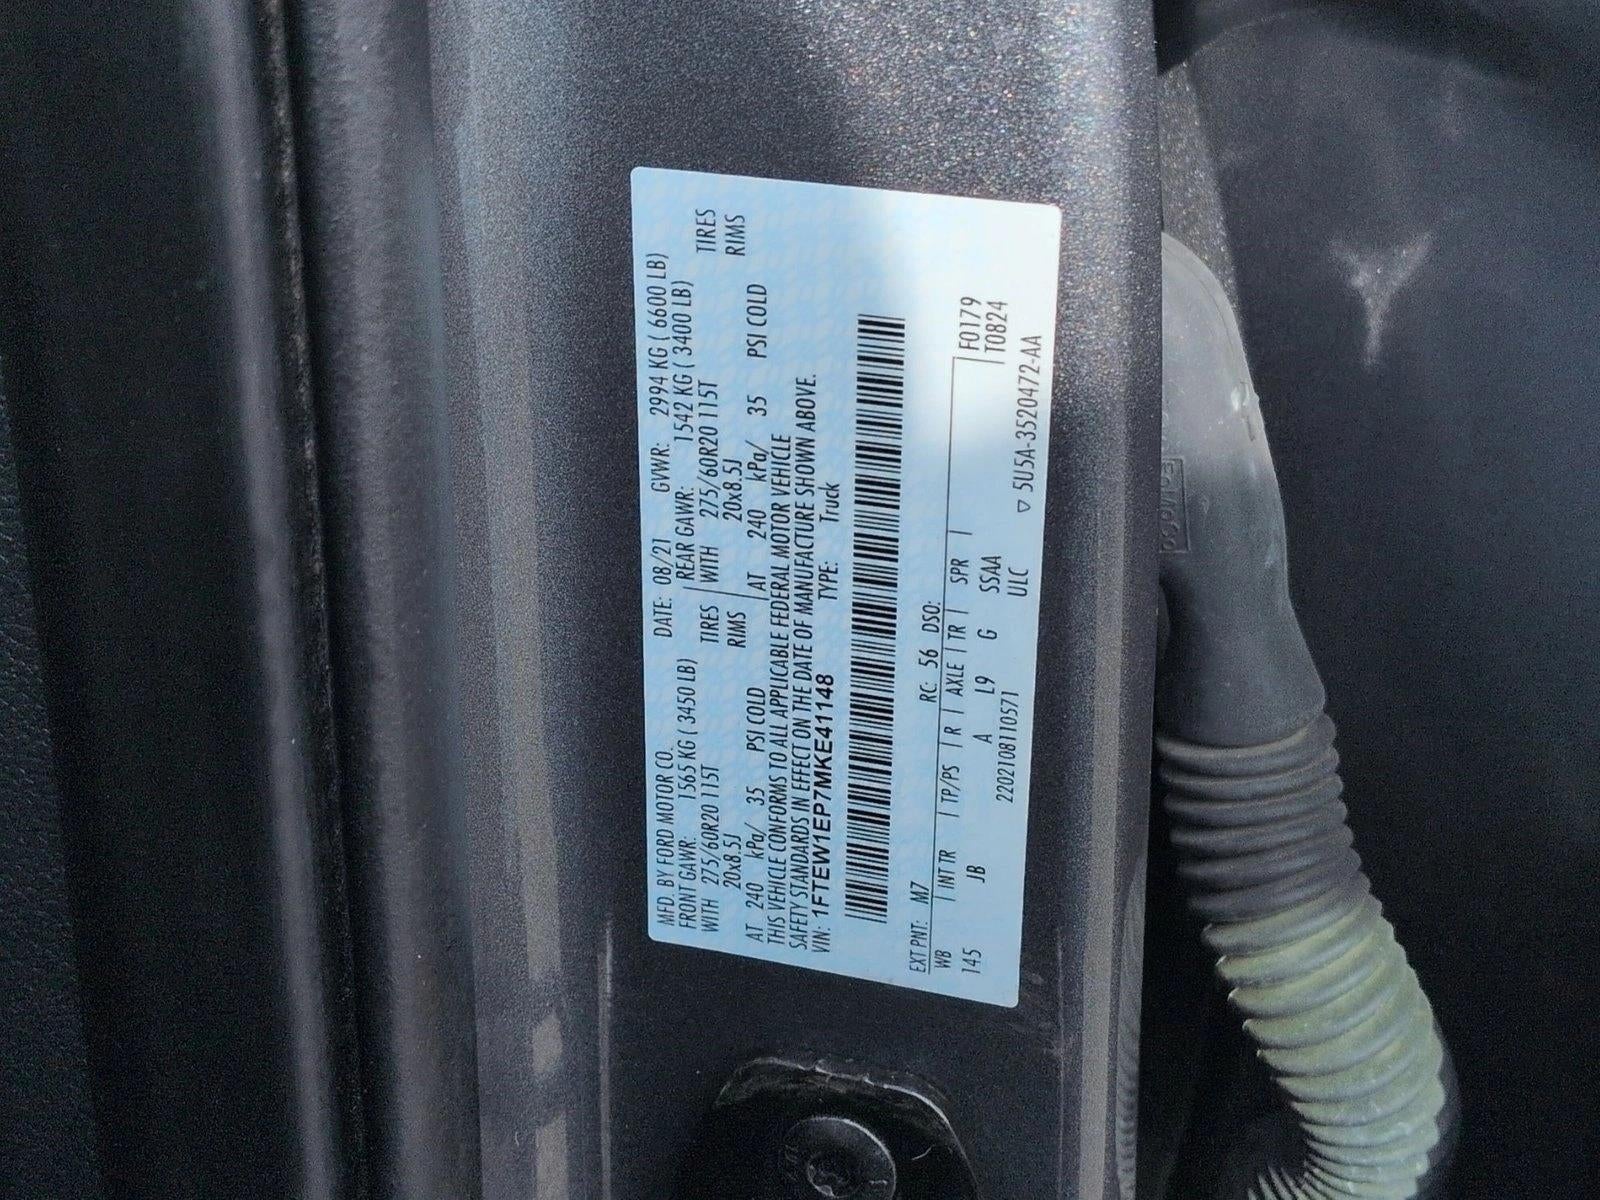 MFD. BY FORD MOTOR CO. DATE: 08/21 GVWR: 2994 KG ( 6600 LB)
FRONT GAWR: 1565 KG ( 3450 LB) REAR GAWR: 1542 KG ( 3400 LB)
WITH 275/60R20 115T TIRES WITH 275/60R20 115T TIRES
20x8.5J RIMS 20x8.5J RIMS
AT 240 kPa/ 35 PSI COLD AT 240 kPa/ 35 PSI COLD
THIS VEHICLE CONFORMS TO ALL APPLICABLE FEDERAL MOTOR VEHICLE
SAFETY STANDARDS IN EFFECT ON THE DATE OF MANUFACTURE SHOWN ABOVE.
VIN: 1FTEW1EP7MKE41148 TYPE: Truck
EXT PNT: M7 RC: 56 DSO:
WB | INT TR | TP/PS | R | AXLE | TR | SPR | F0179
145 JB A L9 G SSAA T0824
2202108110571 ULC
▽ 5U5A-3520472-AA